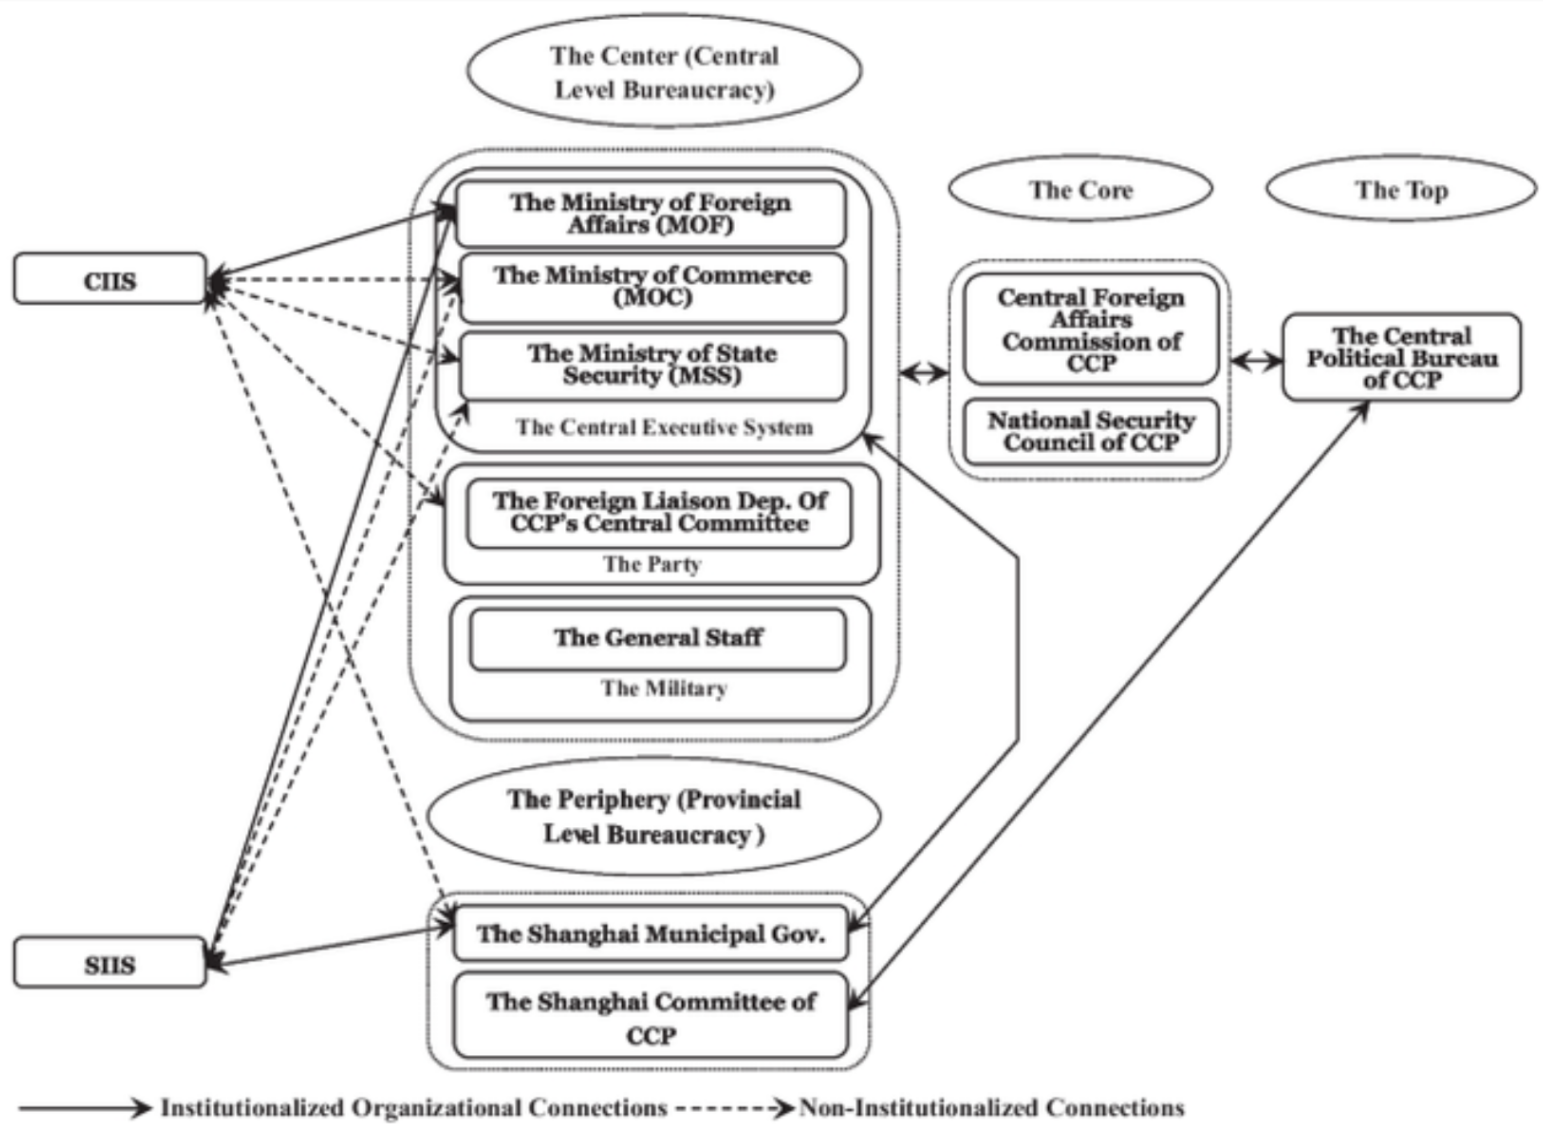 The Center (Central
Level Bureaucracy)
The Core
The Top
The Ministry of Foreign
Affairs (MOF)
The Ministry of Commerce
(MOC)
The Ministry of State
Security (MSS)
The Central Executive System
The Foreign Liaison Dep. Of
CCP's Central Committee
The Party
The General Staff
The Military
CIIS
Central Foreign
Affairs
Commission of
CCP
National Security
Council of CCP
The Central
Political Bureau
of CCP
The Periphery (Provincial
Level Bureaucracy )
SIIS
The Shanghai Municipal Gov.
The Shanghai Committee of
CCP
Institutionalized Organizational Connections
Non-Institutionalized Connections